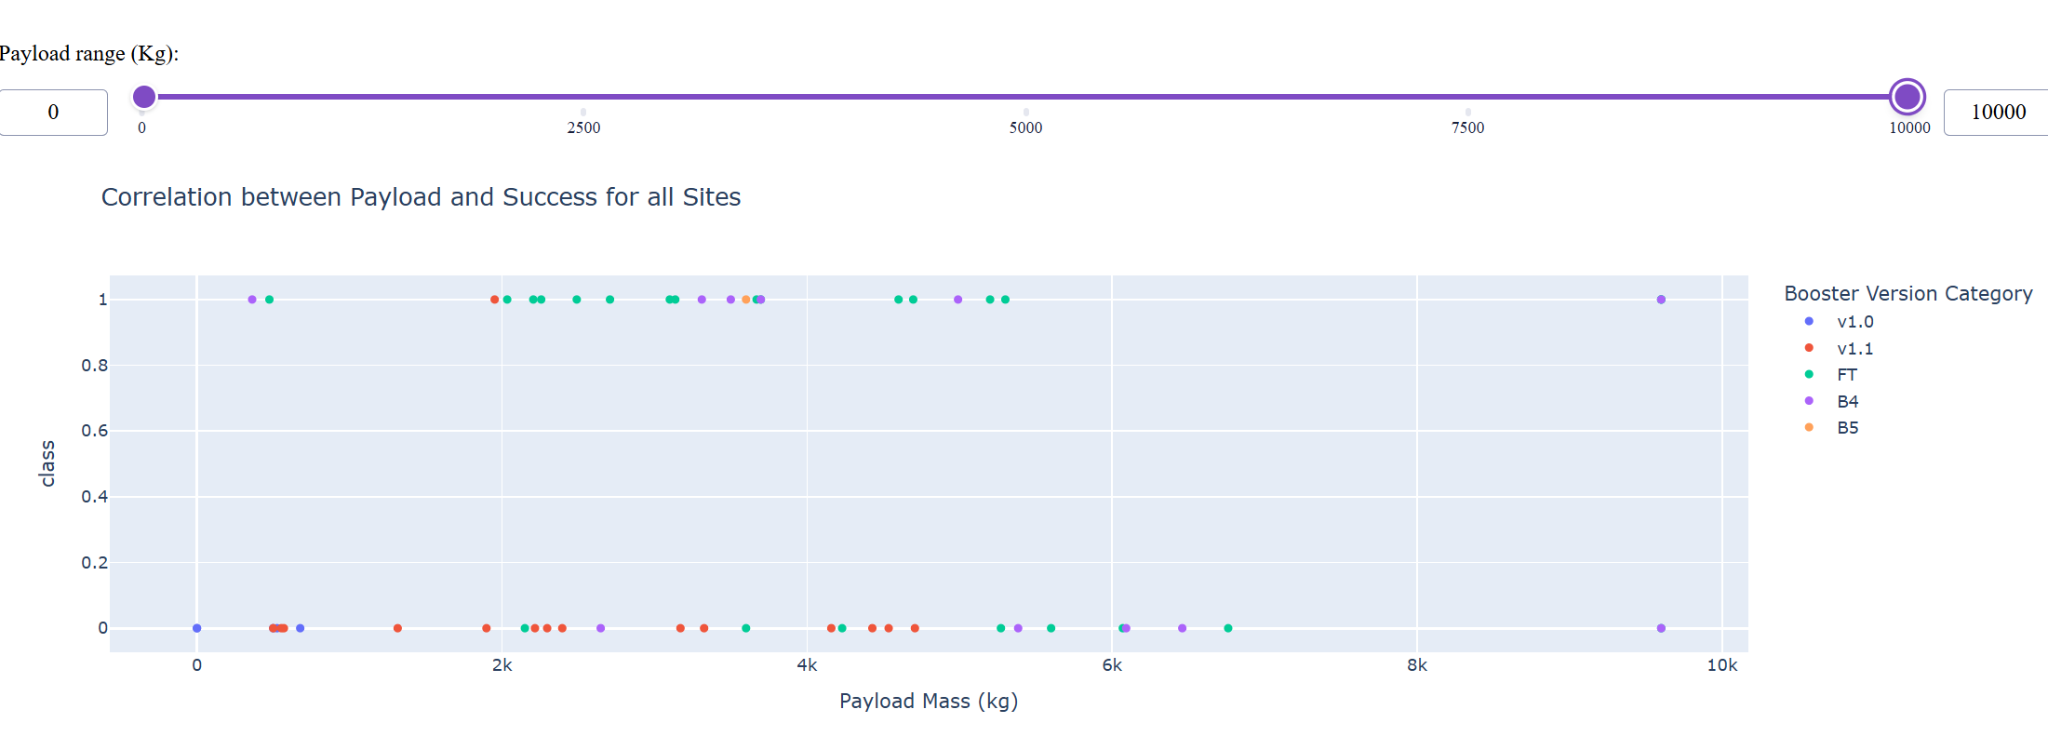 Payload range (Kg):
0
0
2500
5000
7500
10000
10000
Correlation between Payload and Success for all Sites
Booster Version Category
v1.0
v1.1
FT
B4
B5
1
0.8
0.6
0.4
0.2
0
class
0
2k
4k
6k
8k
10k
Payload Mass (kg)